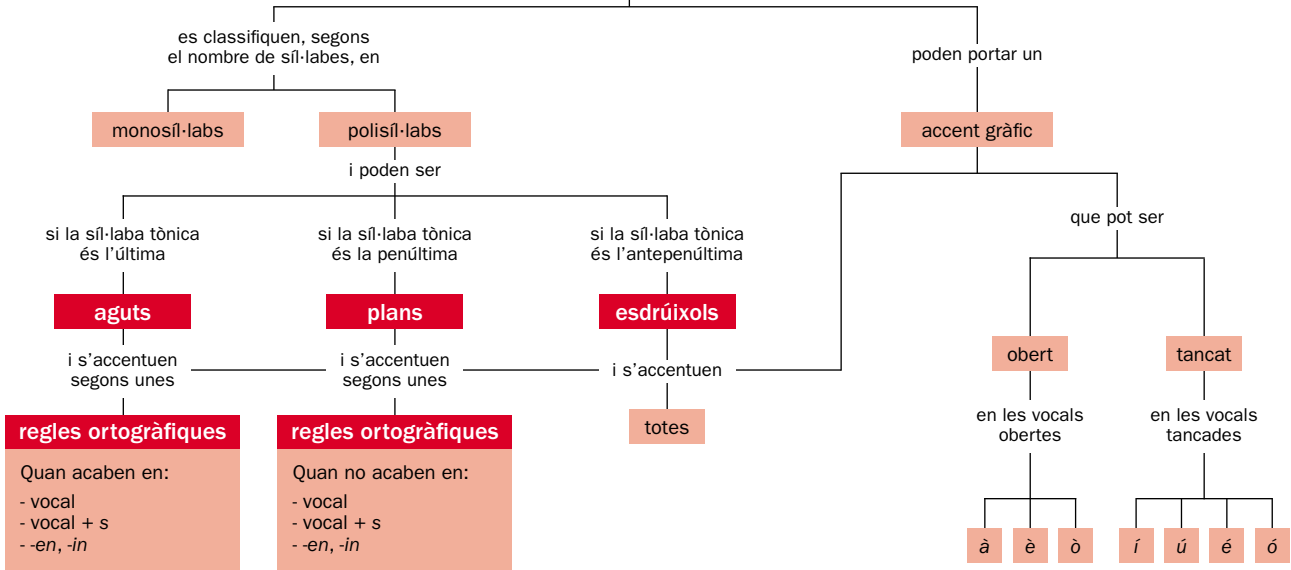 es classifiquen, segons
el nombre de síl·labes, en
poden portar un
monosíl·labs
polisíl·labs
accent gràfic
i poden ser
que pot ser
si la síl·laba tònica
és l'última
si la síl·laba tònica
és la penúltima
si la síl·laba tònica
és l'antepenúltima
aguts
plans
esdrúixols
i s'accentuen
segons unes
i s'accentuen
segons unes
i s'accentuen
obert
tancat
regles ortogràfiques
Quan acaben en:
- vocal
- vocal + s
- -en, -in
regles ortogràfiques
Quan no acaben en:
- vocal
- vocal + s
- -en, -in
totes
en les vocals
obertes
en les vocals
tancades
à è ò
í ú é ó